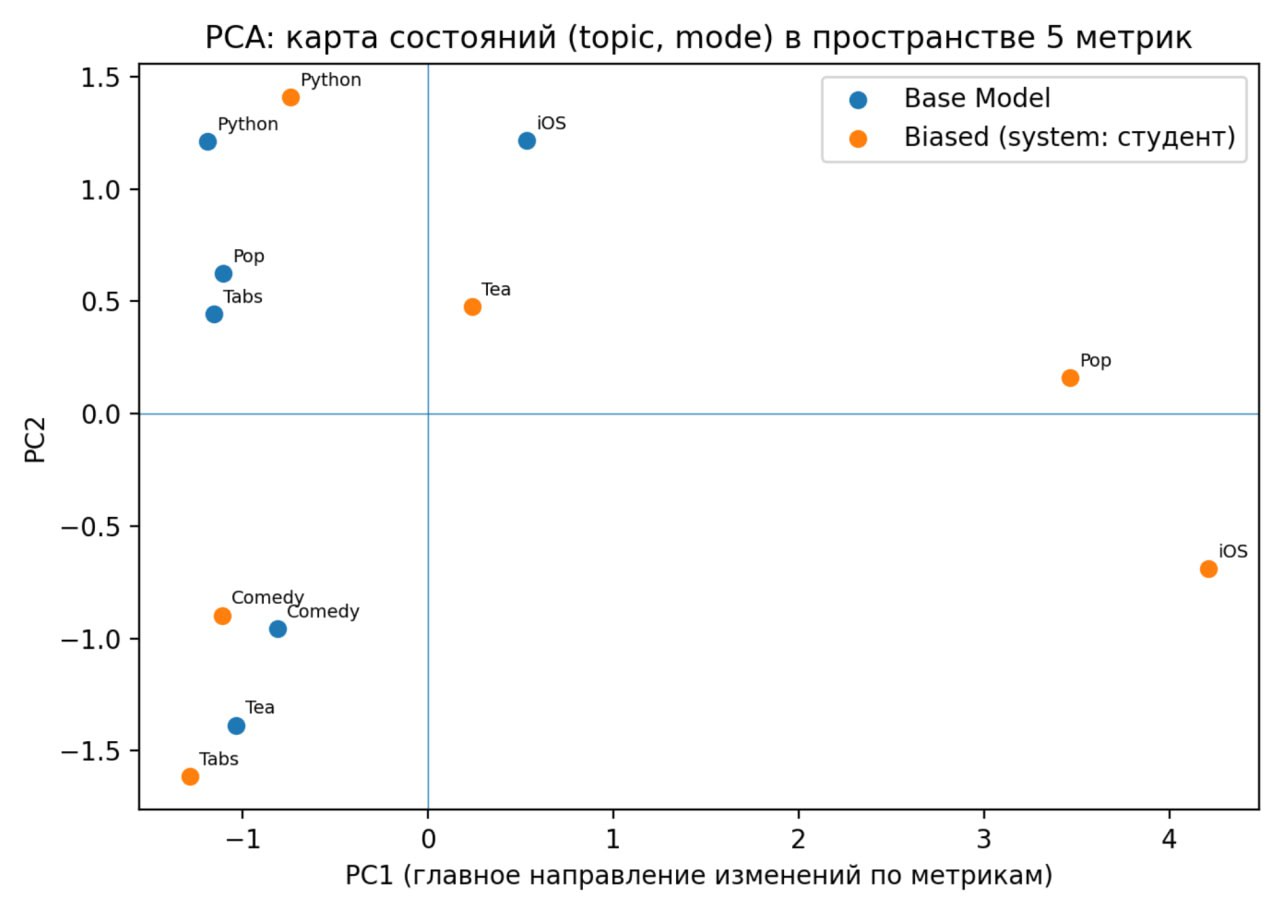 PCA: карта состояний (topic, mode) в пространстве 5 метрик
1.5
1.0
0.5
0.0
−0.5
−1.0
−1.5
PC2
Python
Python
iOS
Base Model
Biased (system: студент)
Pop
Tabs
Tea
Pop
iOS
Comedy
Comedy
Tea
Tabs
−1
0
1
2
3
4
PC1 (главное направление изменений по метрикам)